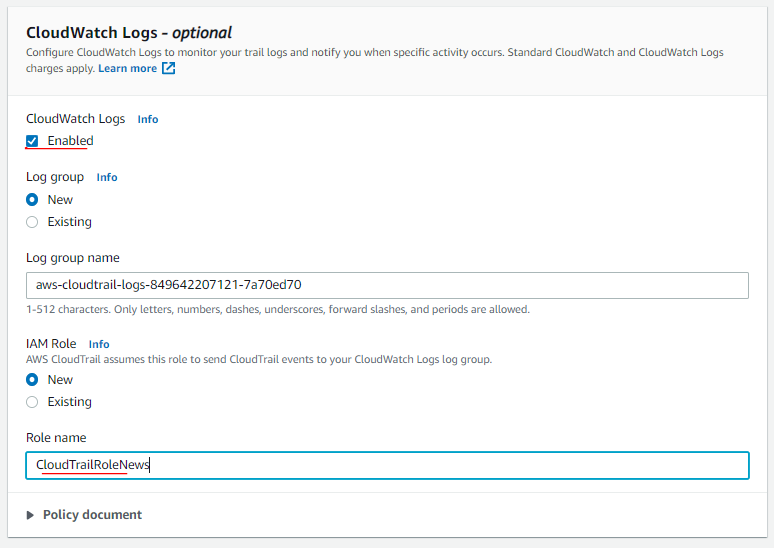 CloudWatch Logs - optional
Configure CloudWatch Logs to monitor your trail logs and notify you when specific activity occurs. Standard CloudWatch and CloudWatch Logs
charges apply. Learn more
CloudWatch Logs Info
Enabled
Log group Info
New
Existing
Log group name
aws-cloudtrail-logs-849642207121-7a70ed70
1-512 characters. Only letters, numbers, dashes, underscores, forward slashes, and periods are allowed.
IAM Role Info
AWS CloudTrail assumes this role to send CloudTrail events to your CloudWatch Logs log group.
New
Existing
Role name
CloudTrailRoleNews
Policy document